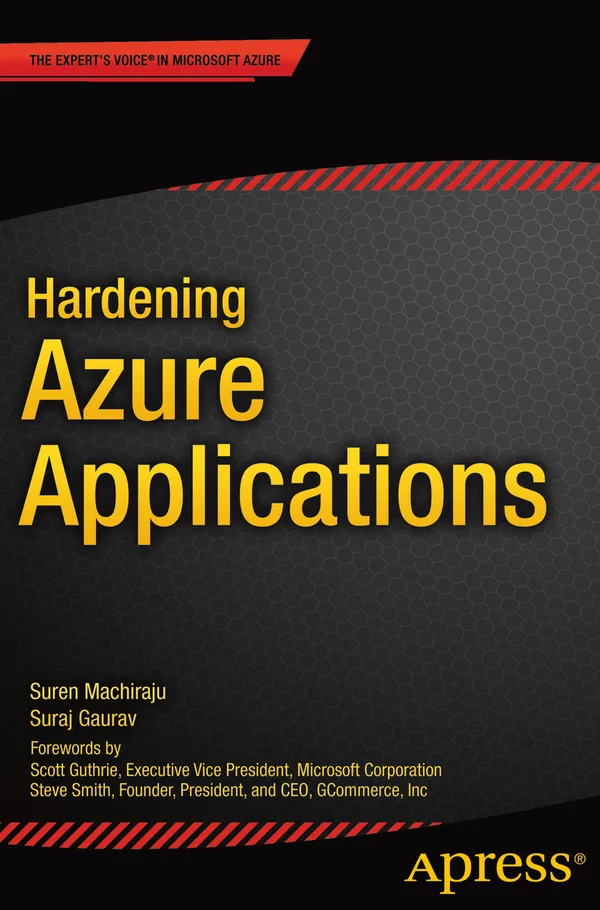 THE EXPERT'S VOICE® IN MICROSOFT AZURE
Hardening
Azure
Applications
Suren Machiraju
Suraj Gaurav
Forewords by
Scott Guthrie, Executive Vice President, Microsoft Corporation
Steve Smith, Founder, President, and CEO, GCommerce, Inc
Apress®